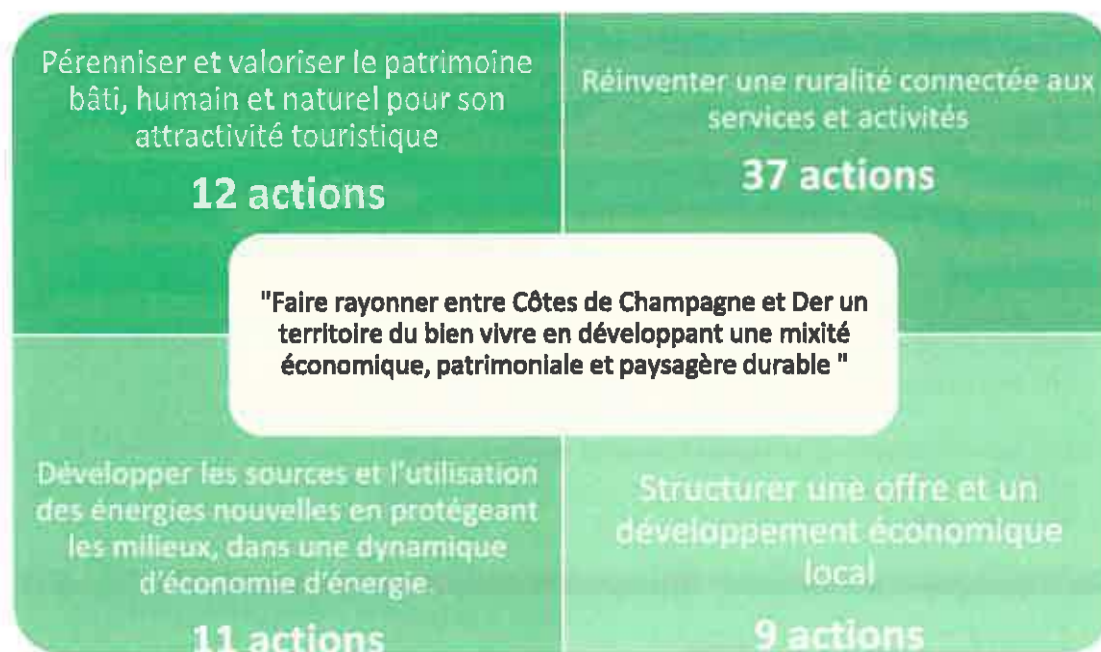 Pérenniser et valoriser le patrimoine
bâti, humain et naturel pour son
attractivité touristique
12 actions
Réinventer une ruralité connectée aux
services et activités
37 actions
"Faire rayonner entre Côtes de Champagne et Der un
territoire du bien vivre en développant une mixité
économique, patrimoniale et paysagère durable "
Développer les sources et l'utilisation
des énergies nouvelles en protégeant
les milieux, dans une dynamique
d'économie d'énergie.
11 actions
Structurer une offre et un
développement économique
local
9 actions